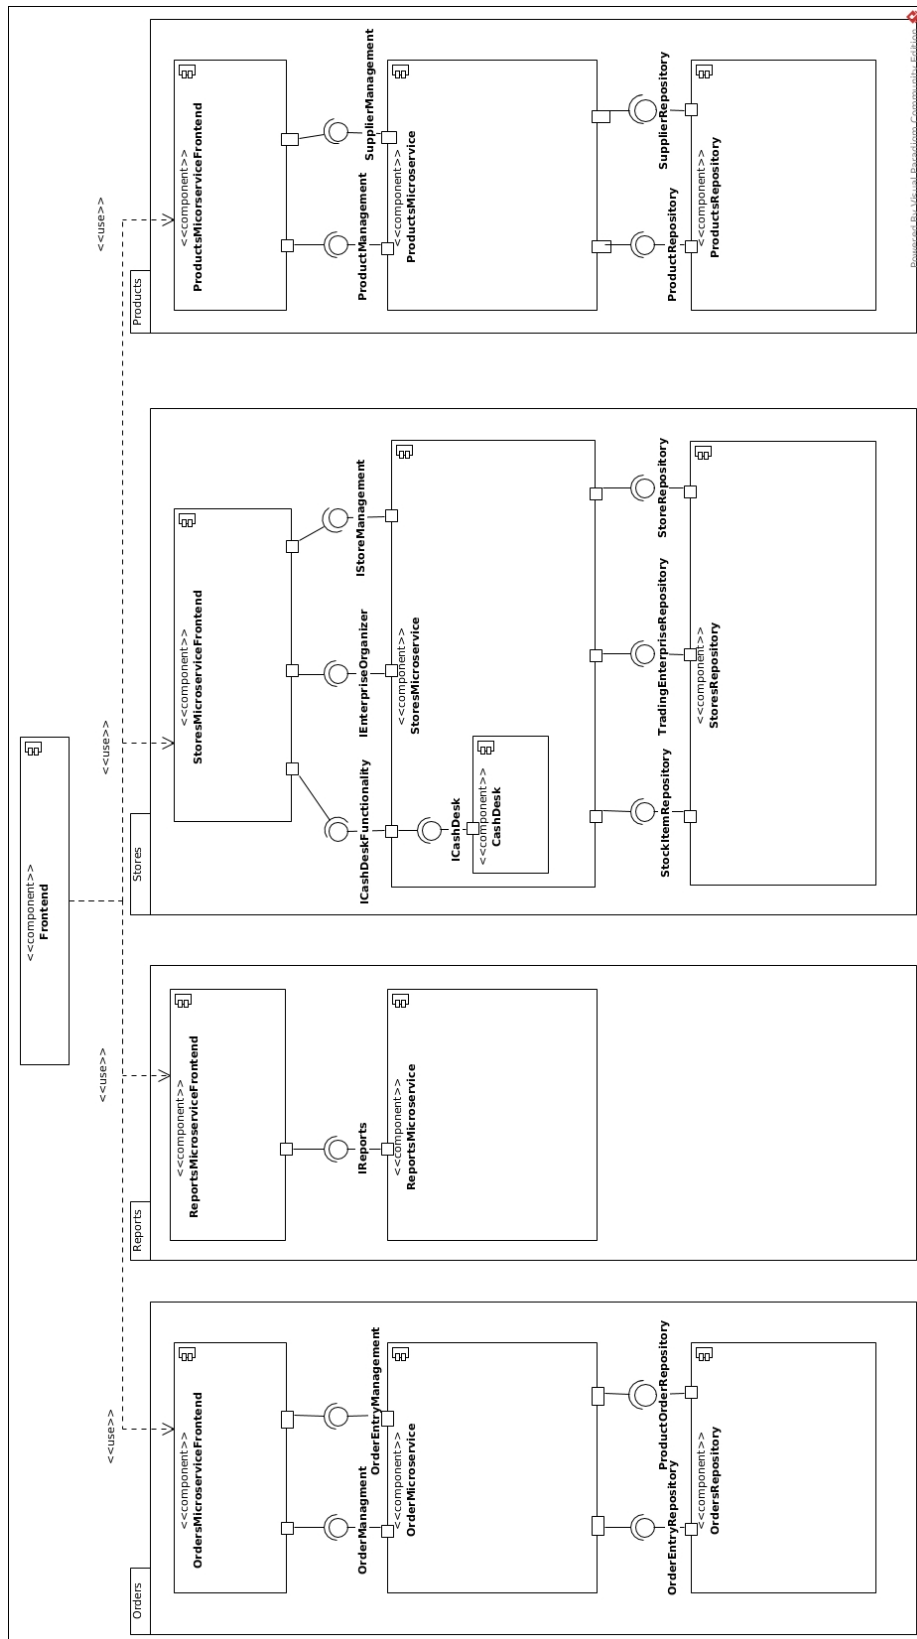 <<component>>
Frontend
<<use>>
<<use>>
<<use>>
<<use>>
Orders
<<component>>
OrdersMicroserviceFrontend
OrderManagment
OrderEntryManagement
<<component>>
OrderMicroservice
OrderEntryRepository
ProductOrderRepository
<<component>>
OrdersRepository
Reports
<<component>>
ReportsMicroserviceFrontend
IReports
<<component>>
ReportsMicroservice
Stores
<<component>>
StoresMicroserviceFrontend
ICashDeskFunctionality
IEnterpriseOrganizer
IStoreManagement
<<component>>
StoresMicroservice
ICashDesk
<<component>>
CashDesk
StockItemRepository
TradingEnterpriseRepository
StoreRepository
<<component>>
StoresRepository
Products
<<component>>
ProductsMicorserviceFrontend
ProductManagement
SupplierManagement
<<component>>
ProductsMicroservice
ProductRepository
SupplierRepository
<<component>>
ProductsRepository
Powered By Visual Paradigm Community Edition